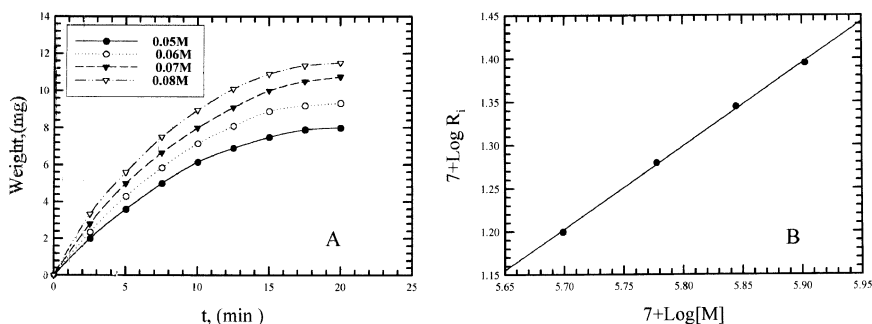 14
12
10
8
6
4
2
0
0 5 10 15 20 25
Weight,(mg)
t, (min )
0.05M
0.06M
0.07M
0.08M
A
1.45
1.40
1.35
1.30
1.25
1.20
1.15
5.65 5.70 5.75 5.80 5.85 5.90 5.95
7+Log Ri
7+Log[M]
B